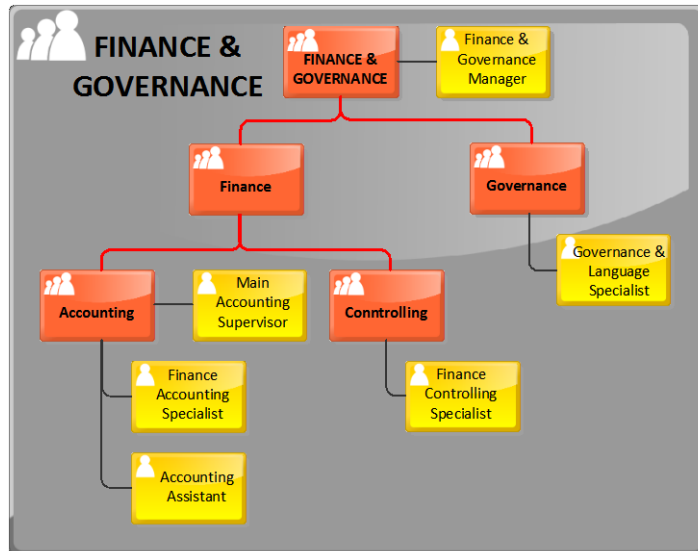 FINANCE &
GOVERNANCE
FINANCE &
GOVERNANCE
Finance &
Governance
Manager
Finance
Governance
Governance &
Language
Specialist
Accounting
Main
Accounting
Supervisor
Conntrolling
Finance
Accounting
Specialist
Finance
Controlling
Specialist
Accounting
Assistant